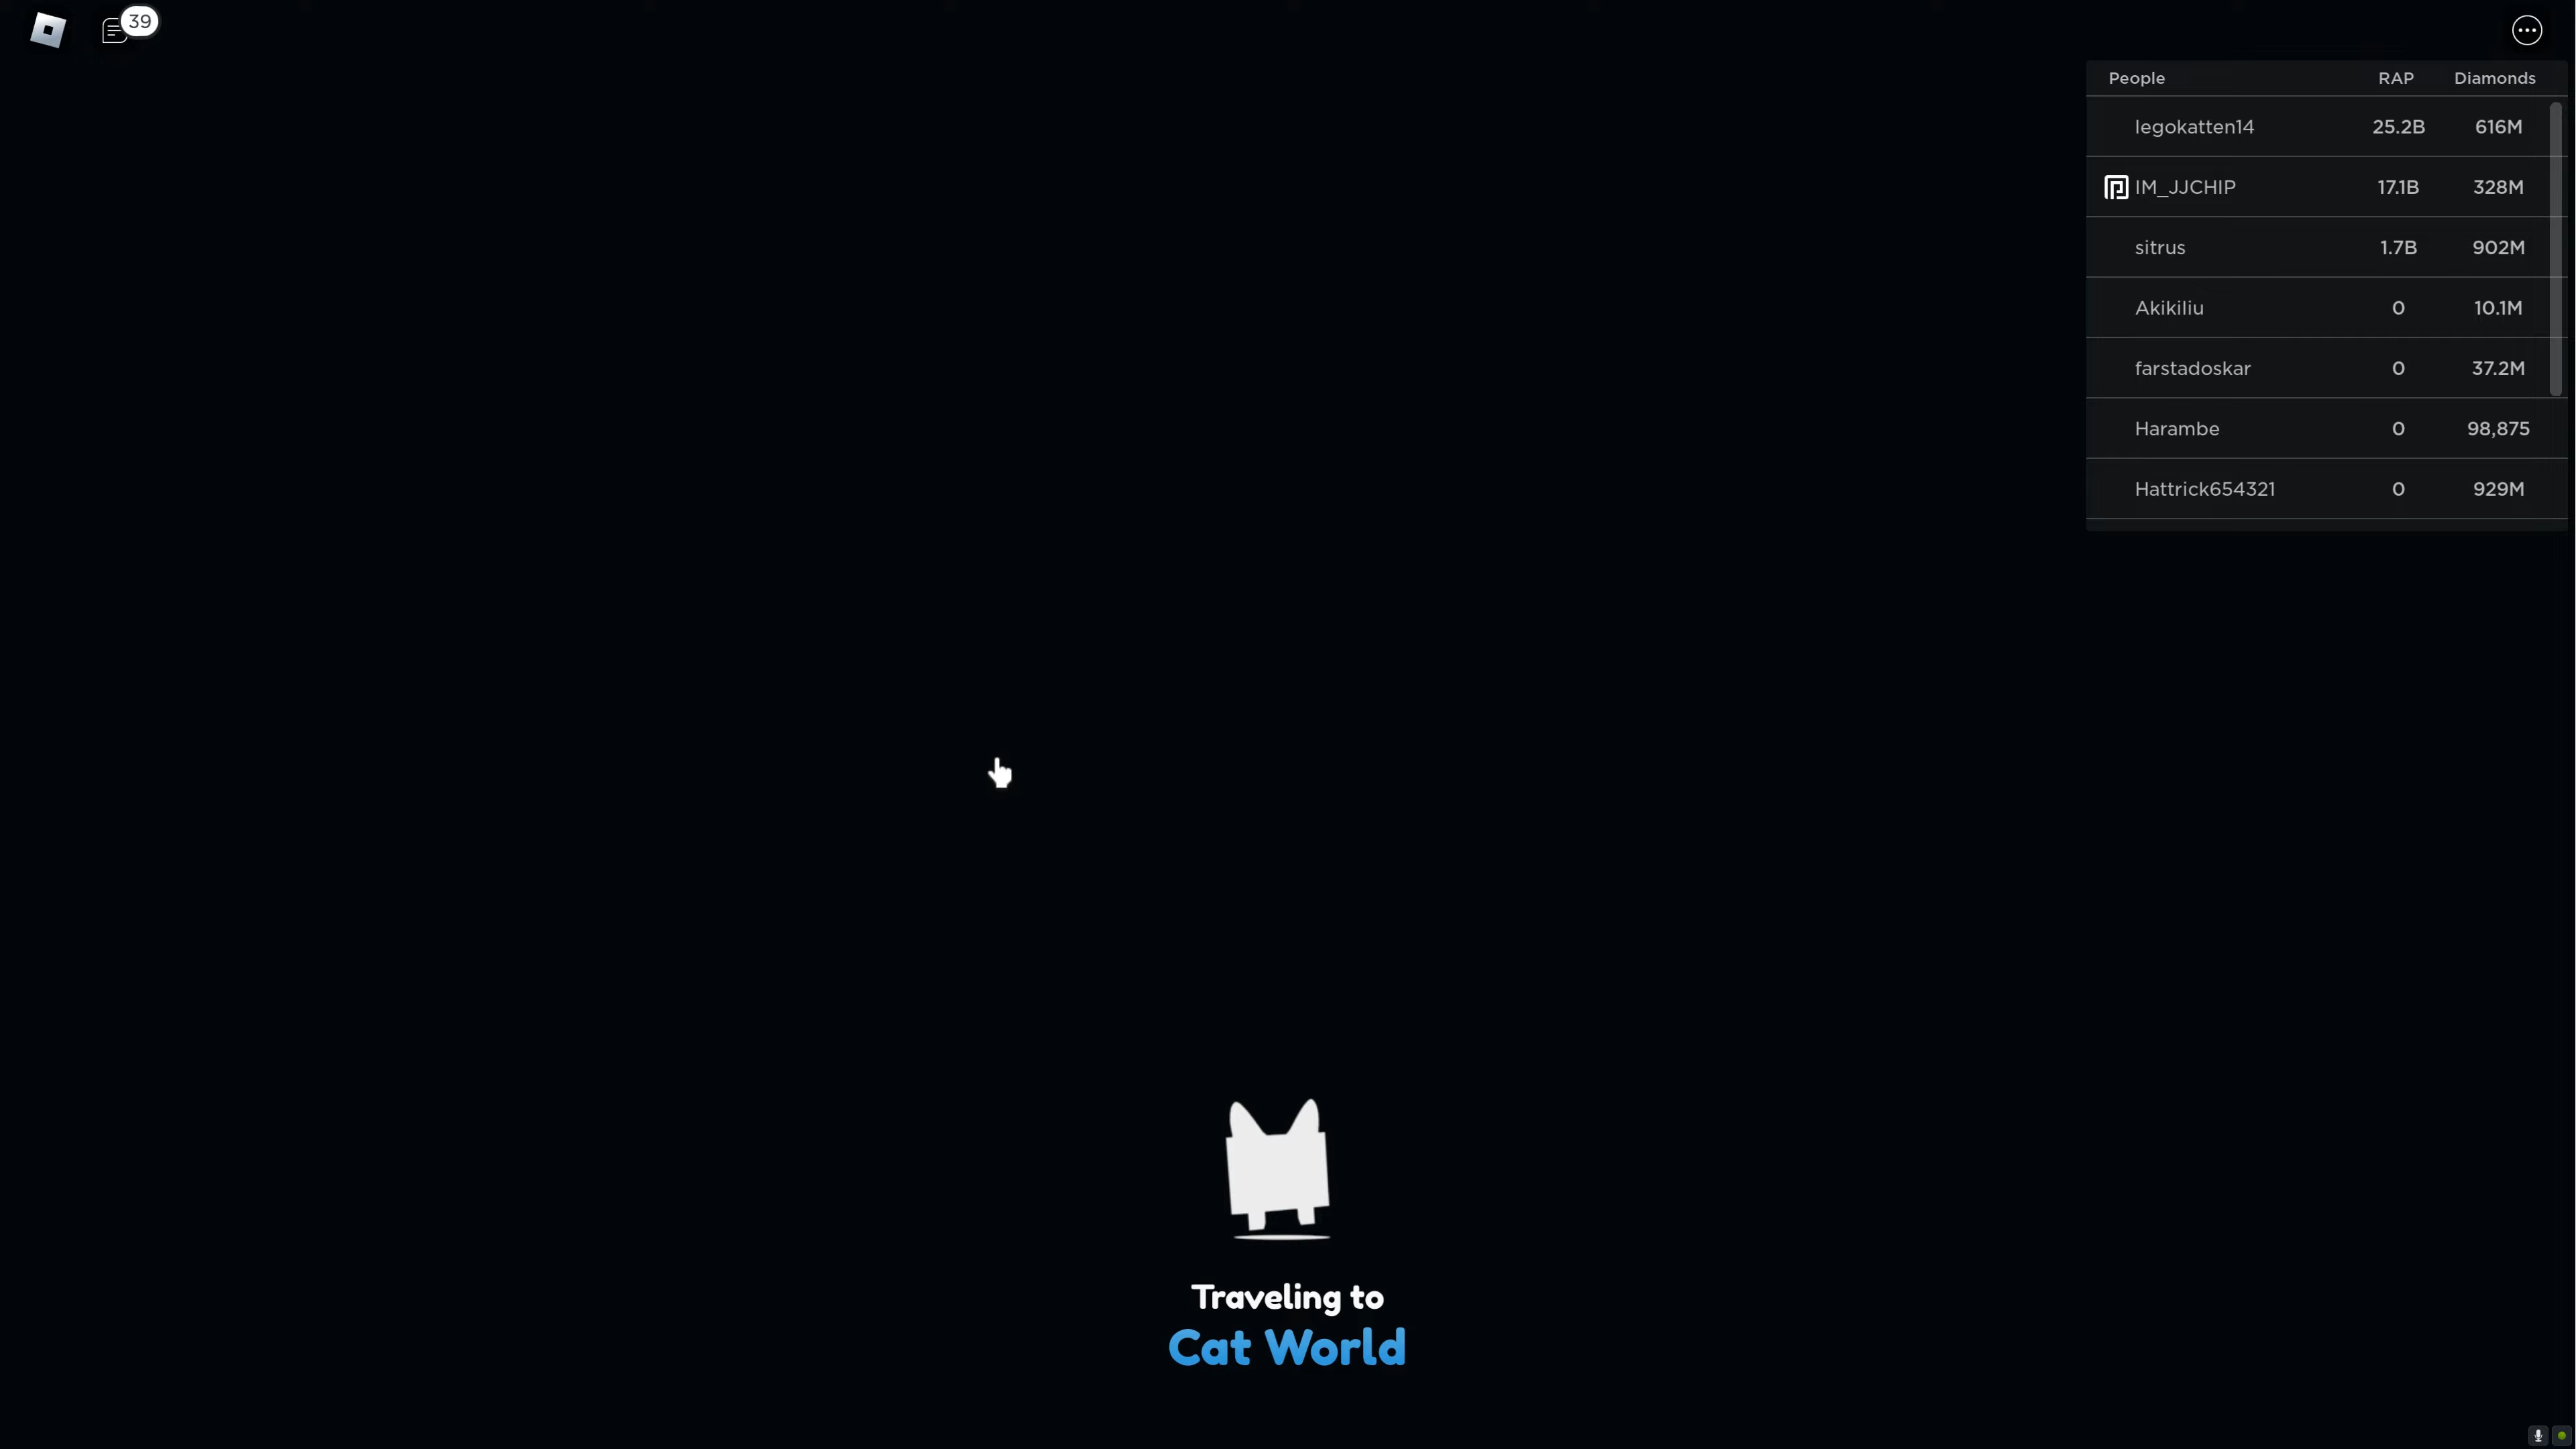 39
People RAP Diamonds
legokatten14 25.2B 616M
IM_JJCHIP 17.1B 328M
sitrus 1.7B 902M
Akikiliu 0 10.1M
farstadoskar 0 37.2M
Harambe 0 98,875
Hattrick654321 0 929M
Traveling to
Cat World